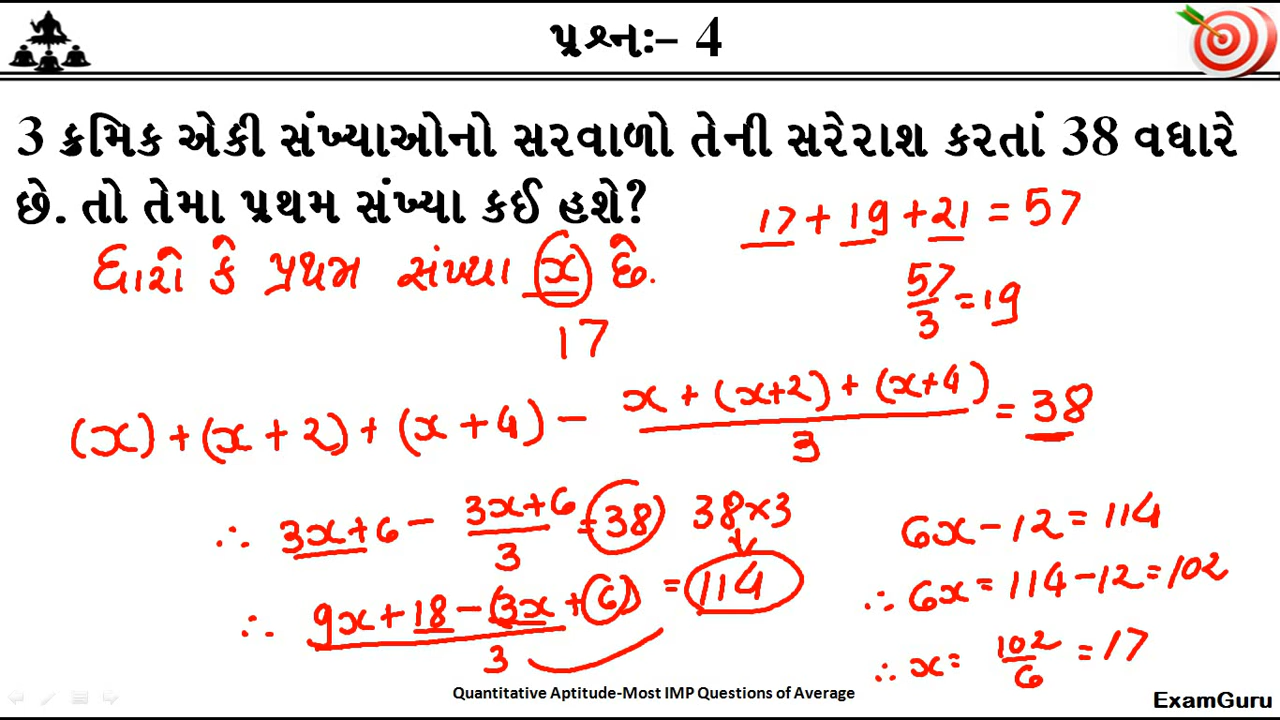 પ્રશ્નઃ- 4
3 ક્રમિક એકી સંખ્યાઓનો સરવાળો તેની સરેરાશ કરતાં 38 વધારે
છે. તો તેમા પ્રથમ સંખ્યા કઈ હશે?
17 + 19 + 21 = 57
ધારો કે પ્રથમ સંખ્યા x છે.
57/3 = 19
17
(x) + (x + 2) + (x + 4) - x + (x+2) + (x+4)/3 = 38
∴ 3x + 6 - 3x+6/3 = 38
38×3
6x - 12 = 114
∴ 9x + 18 - (3x + 6)/3 = 114
∴ 6x = 114 - 12 = 102
∴ x = 102/6 = 17
Quantitative Aptitude-Most IMP Questions of Average
ExamGuru